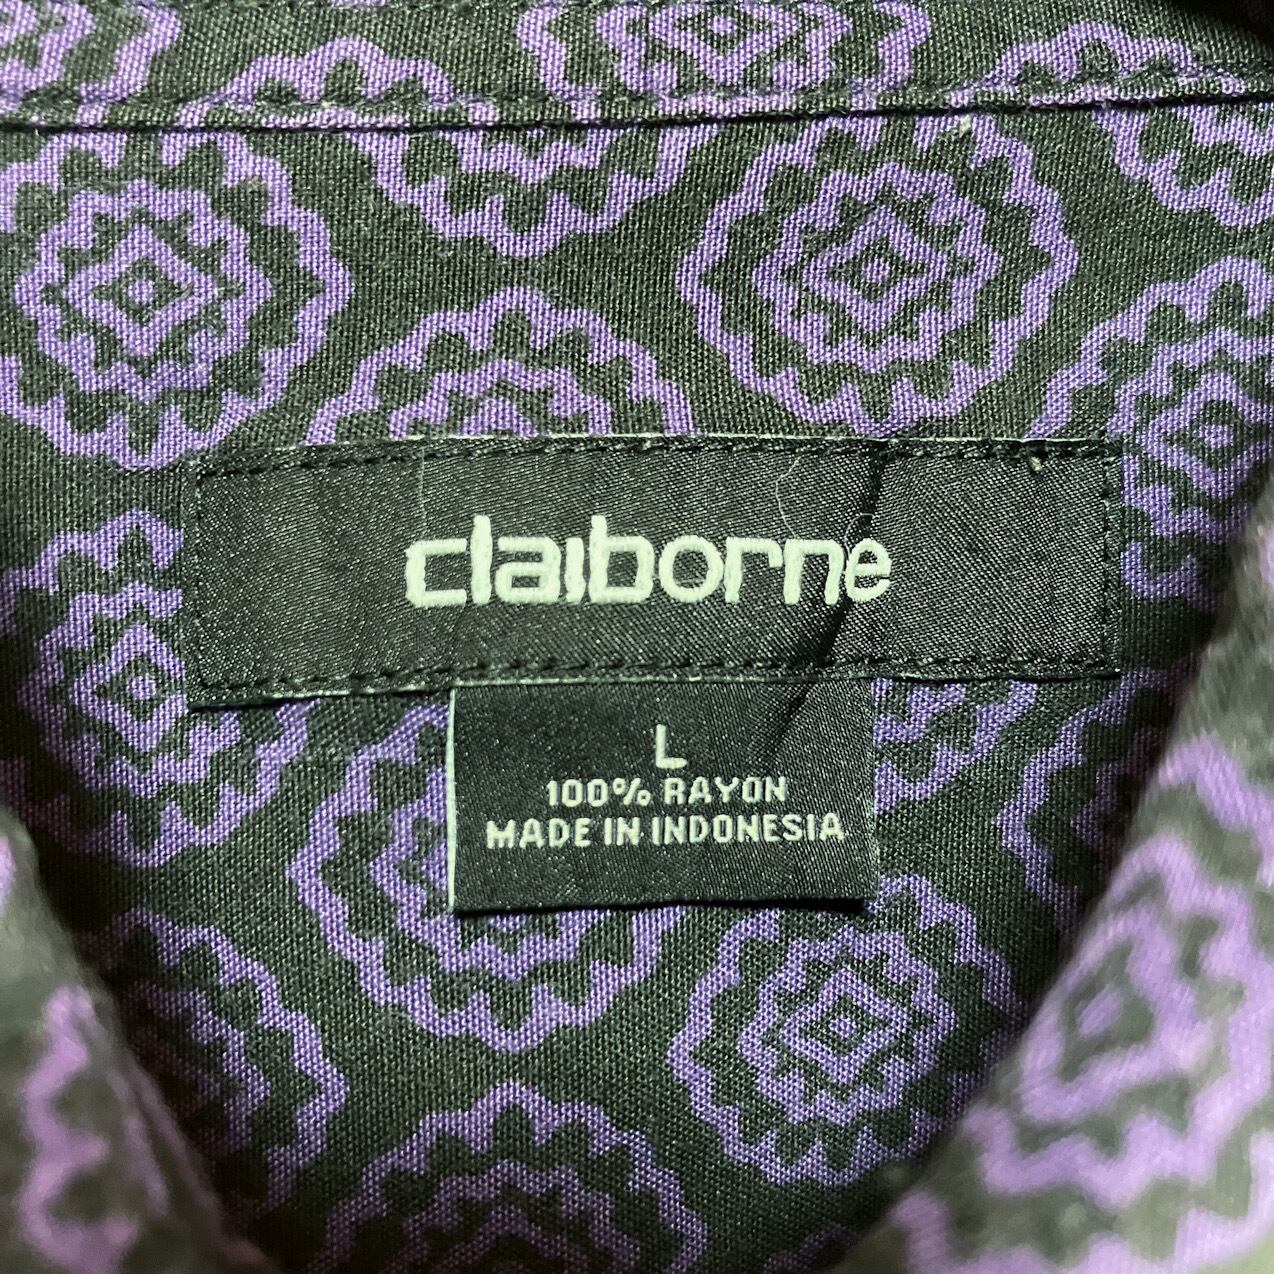 claiborne
L
100% RAYON
MADE IN INDONESIA